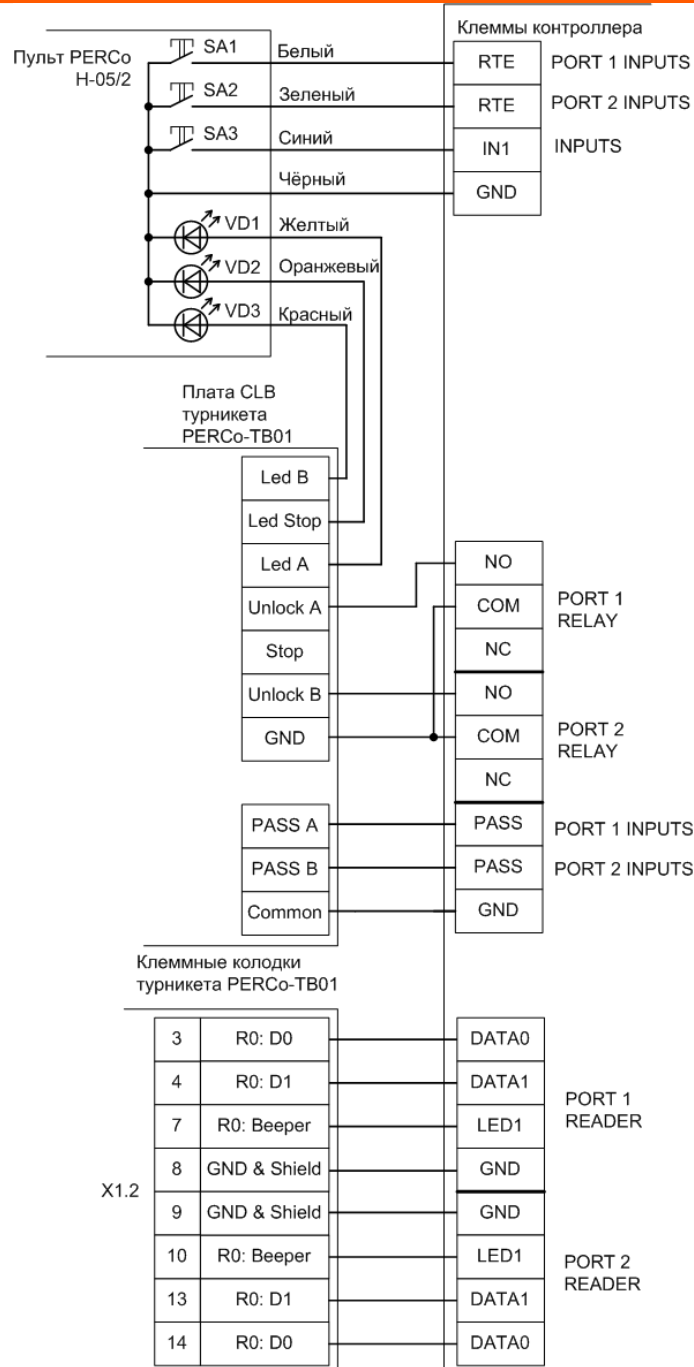 Клеммы контроллера
Пульт PERCo
H-05/2
SA1
Белый
RTE
PORT 1 INPUTS
SA2
Зеленый
RTE
PORT 2 INPUTS
SA3
Синий
IN1
INPUTS
Чёрный
GND
VD1
Желтый
VD2
Оранжевый
VD3
Красный
Плата CLB
турникета
PERCo-TB01
Led B
Led Stop
Led A
Unlock A
Stop
Unlock B
GND
NO
COM
NC
PORT 1
RELAY
NO
COM
NC
PORT 2
RELAY
PASS A
PASS
PORT 1 INPUTS
PASS B
PASS
PORT 2 INPUTS
Common
GND
Клеммные колодки
турникета PERCo-TB01
X1.2
3 R0: D0 DATA0
4 R0: D1 DATA1
7 R0: Beeper LED1
8 GND & Shield GND
PORT 1
READER
9 GND & Shield GND
10 R0: Beeper LED1
13 R0: D1 DATA1
14 R0: D0 DATA0
PORT 2
READER